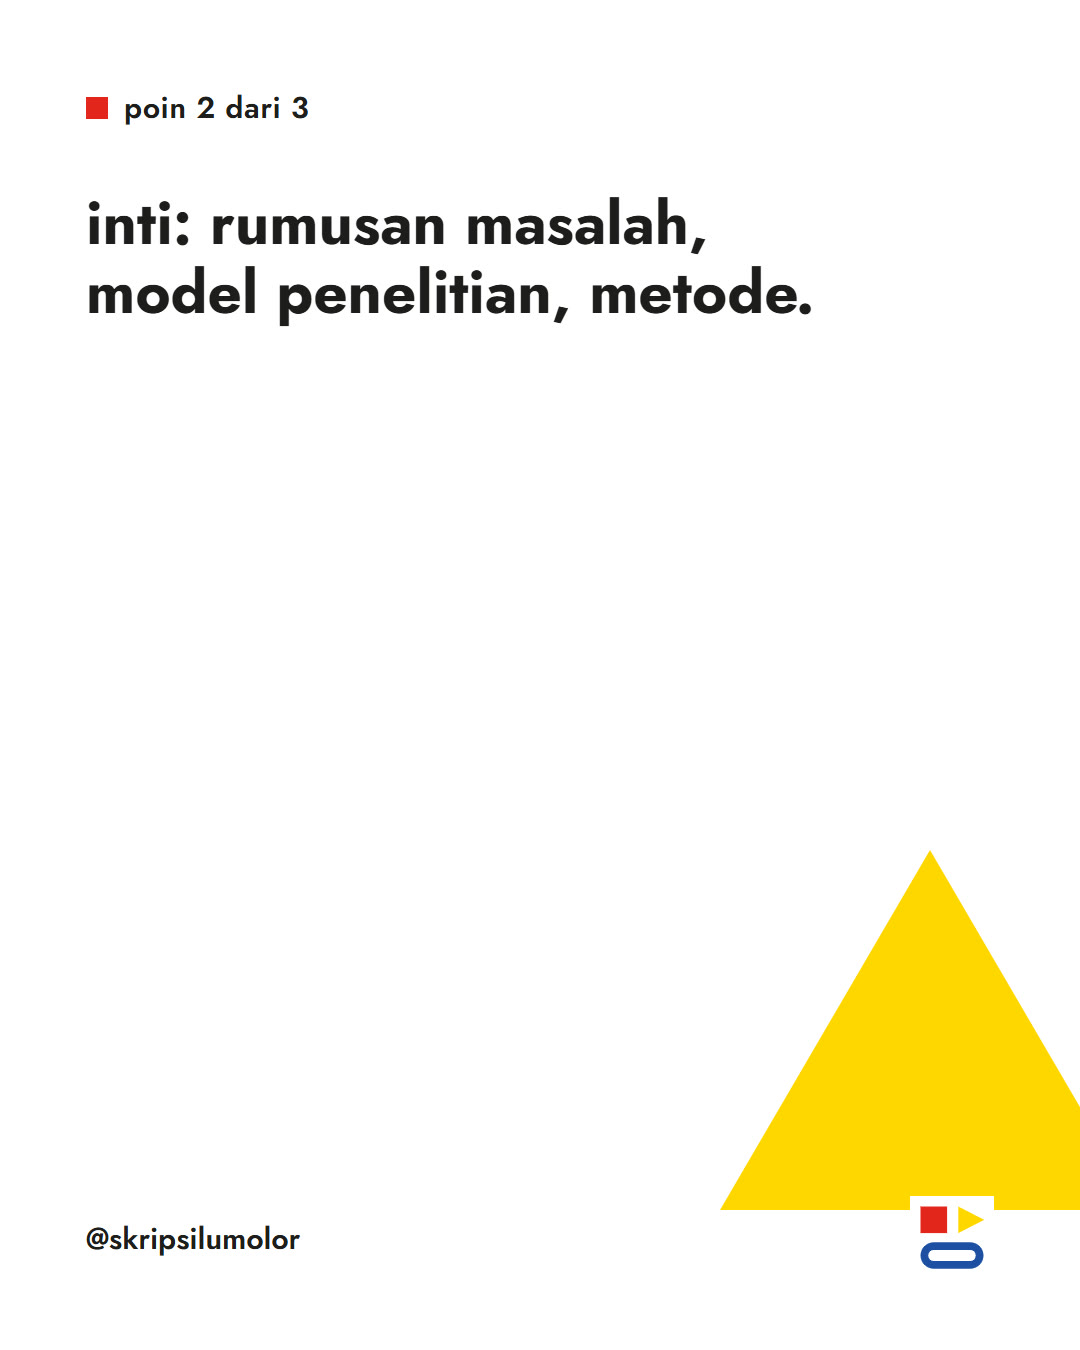 poin 2 dari 3
inti: rumusan masalah,
model penelitian, metode.
@skripsilumolor